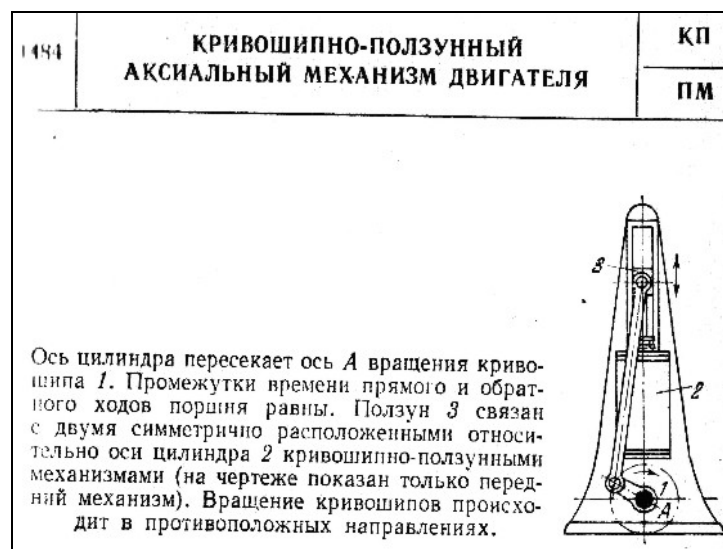 1484
КРИВОШИПНО-ПОЛЗУННЫЙ
АКСИАЛЬНЫЙ МЕХАНИЗМ ДВИГАТЕЛЯ
КП
ПМ
3
2
1
A
Ось цилиндра пересекает ось A вращения криво-
шипа 1. Промежутки времени прямого и обрат-
ного ходов поршня равны. Ползун 3 связан
с двумя симметрично расположенными относи-
тельно оси цилиндра 2 кривошипно-ползунными
механизмами (на чертеже показан только перед-
ний механизм). Вращение кривошипов происхо-
дит в противоположных направлениях.